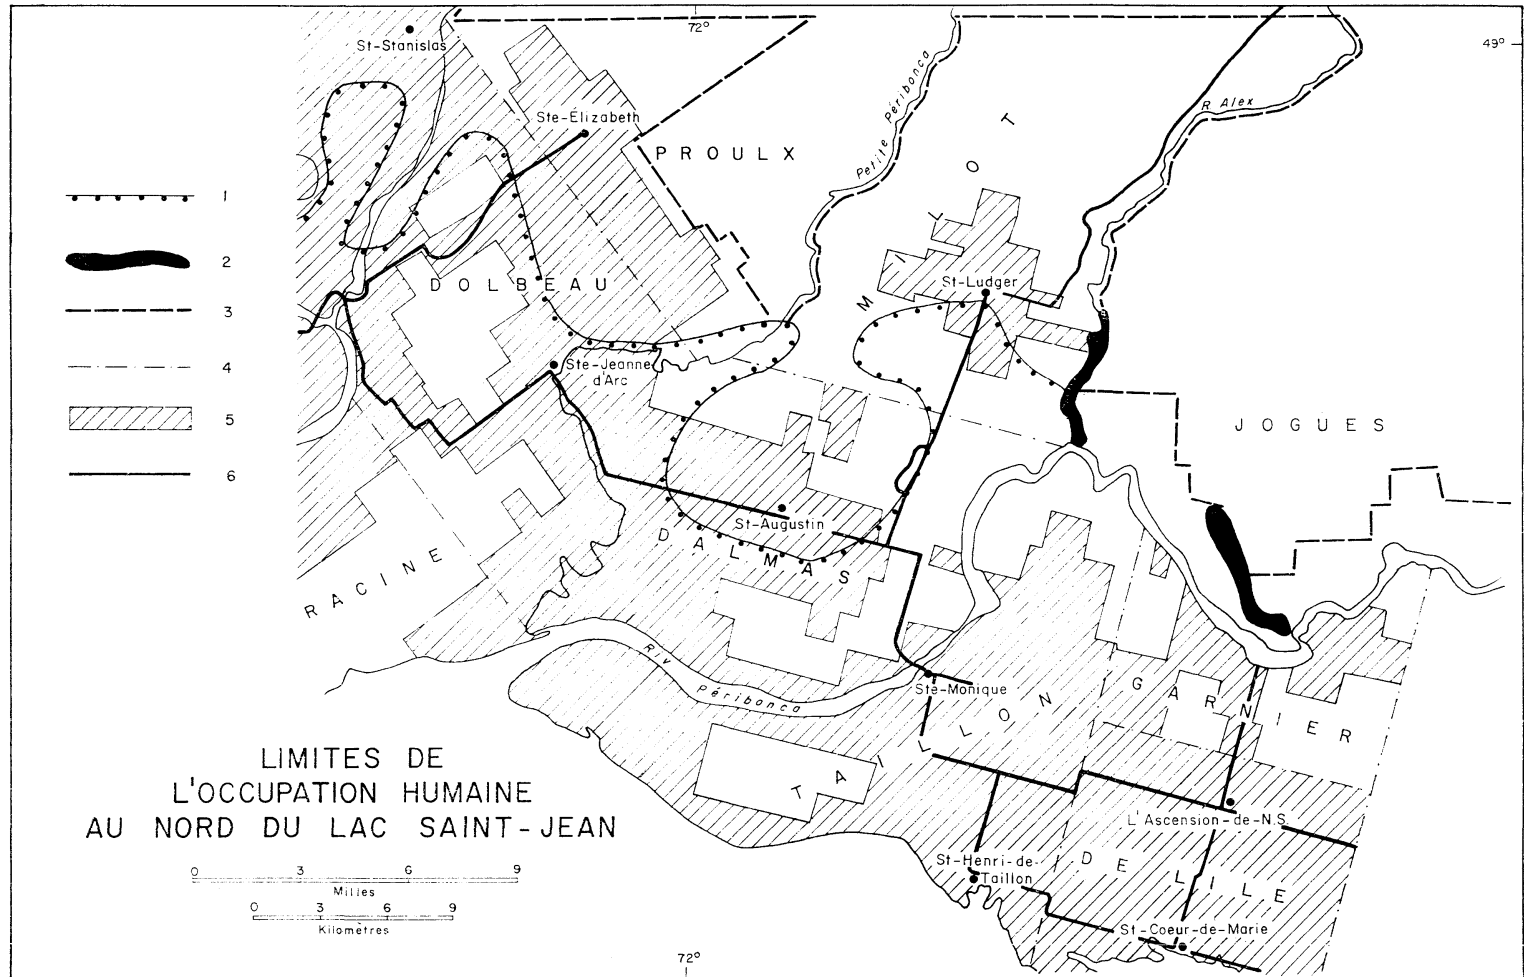 72°
49°
St-Stanislas
Petite Péribonca
R Alex
Ste-Élizabeth
PROULX
MILOT
1
2
3
4
5
6
DOLBEAU
St-Ludger
Ste-Jeanne
d'Arc
JOGUES
St-Augustin
DALMAS
RACINE
Riv Péribonca
Ste-Monique
GARNIER
TAILLON
LIMITES DE
L'OCCUPATION HUMAINE
AU NORD DU LAC SAINT-JEAN
L'Ascension-de-N.S.
St-Henri-de-
Taillon
DE LILE
St-Coeur-de-Marie
0 3 6 9
Milles
0 3 6 9
Kilomètres
72°